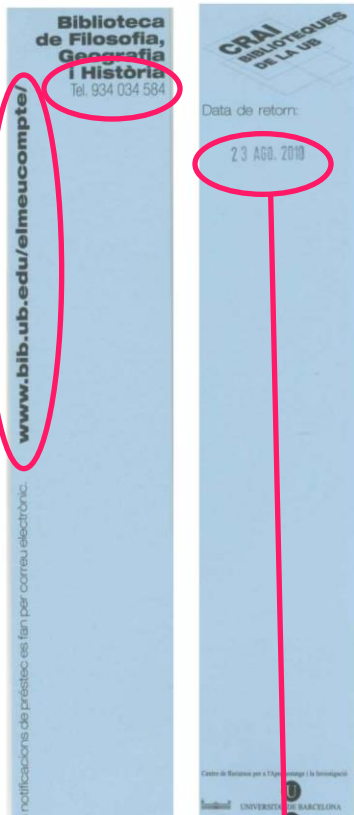 Biblioteca
de Filosofia,
Geografia
i Història
Tel. 934 034 584
www.bib.ub.edu/elmeucompte/
notificacions de préstec es fan per correu electrònic.
CRAI
BIBLIOTEQUES
DE LA UB
Data de retorn:
23 AGO. 2010
Centre de Recursos per a l'Aprenentatge i la Investigació
U
UNIVERSITAT DE BARCELONA